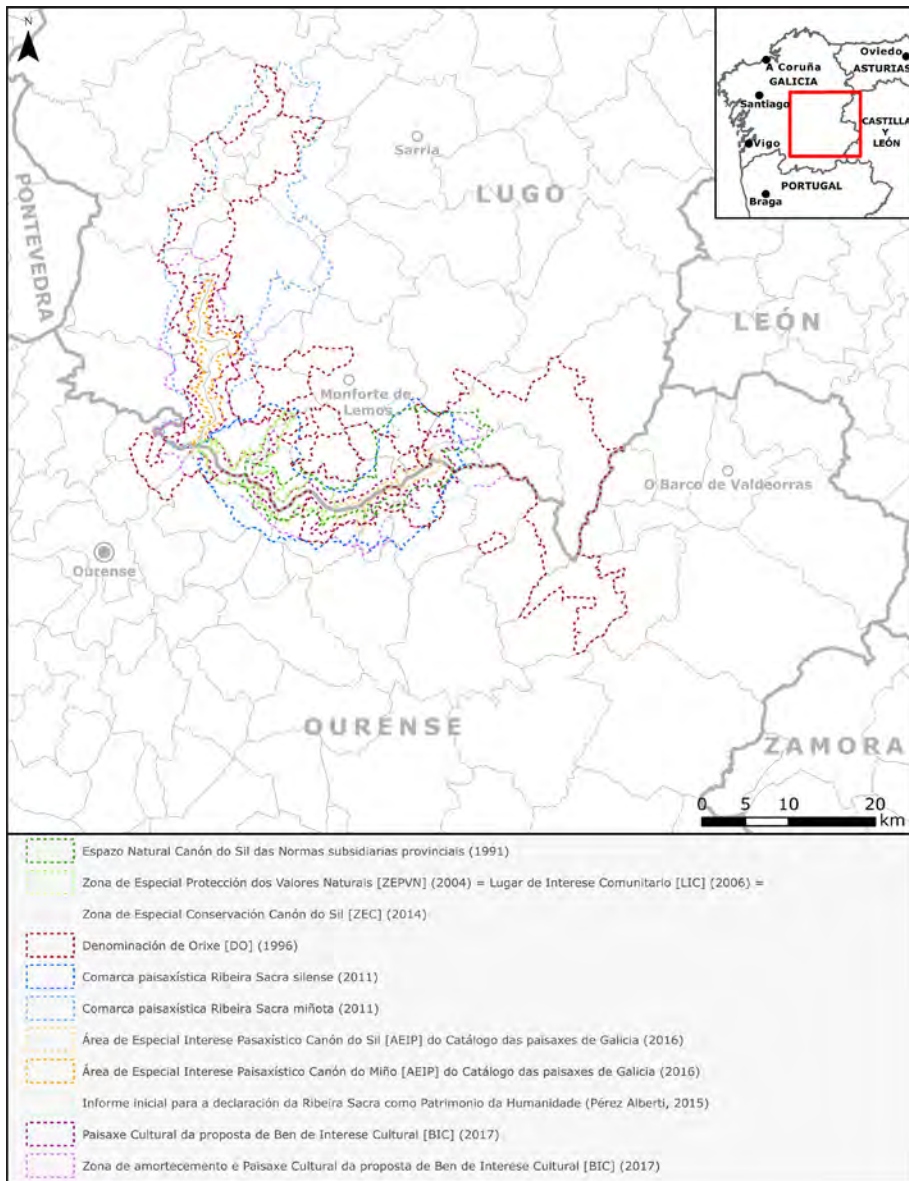 N
Oviedo
A Coruña
ASTURIAS
GALICIA
Santiago
CASTILLA
Y
LEÓN
Vigo
PORTUGAL
Braga
Sarria
LUGO
PONTEVEDRA
LEÓN
Monforte de
Lemos
O Barco de Valdeorras
Ourense
OURENSE
ZAMORA
0 5 10 20
km
Espazo Natural Canón do Sil das Normas subsidiarias provinciais (1991)
Zona de Especial Protección dos Valores Naturais [ZEPVN] (2004) = Lugar de Interese Comunitario [LIC] (2006) =
Zona de Especial Conservación Canón do Sil [ZEC] (2014)
Denominación de Orixe [DO] (1996)
Comarca paisaxística Ribeira Sacra silense (2011)
Comarca paisaxística Ribeira Sacra miñota (2011)
Área de Especial Interese Pasaxístico Canón do Sil [AEIP] do Catálogo das paisaxes de Galicia (2016)
Área de Especial Interese Paisaxístico Canón do Miño [AEIP] do Catálogo das paisaxes de Galicia (2016)
Informe inicial para a declaración da Ribeira Sacra como Patrimonio da Humanidade (Pérez Alberti, 2015)
Paisaxe Cultural da proposta de Ben de Interese Cultural [BIC] (2017)
Zona de amortecemento e Paisaxe Cultural da proposta de Ben de Interese Cultural [BIC] (2017)